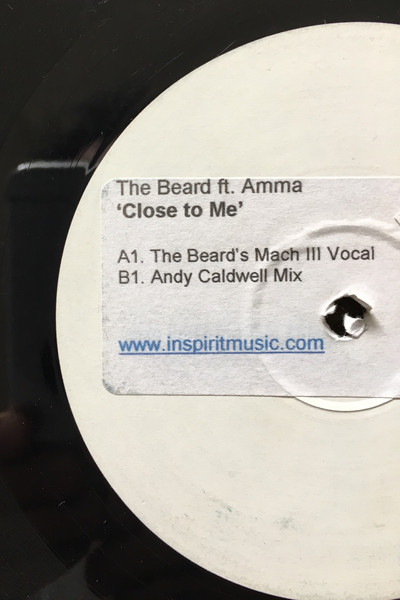 The Beard ft. Amma
‘Close to Me’
A1. The Beard's Mach III Vocal
B1. Andy Caldwell Mix
www.inspiritmusic.com